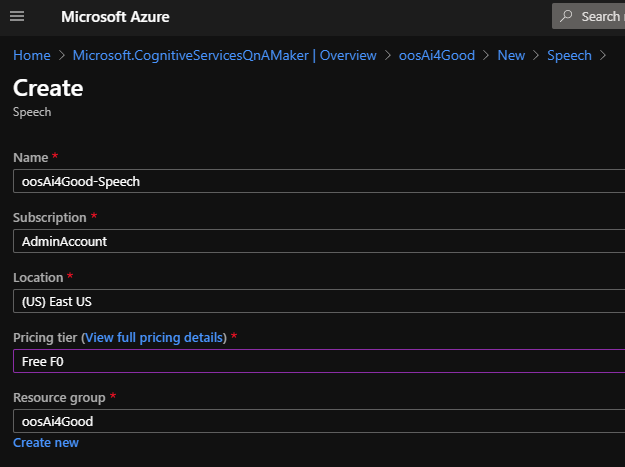 Microsoft Azure
Search r
Home > Microsoft.CognitiveServicesQnAMaker | Overview > oosAi4Good > New > Speech >
Create
Speech
Name *
oosAi4Good-Speech
Subscription *
AdminAccount
Location *
(US) East US
Pricing tier (View full pricing details) *
Free F0
Resource group *
oosAi4Good
Create new